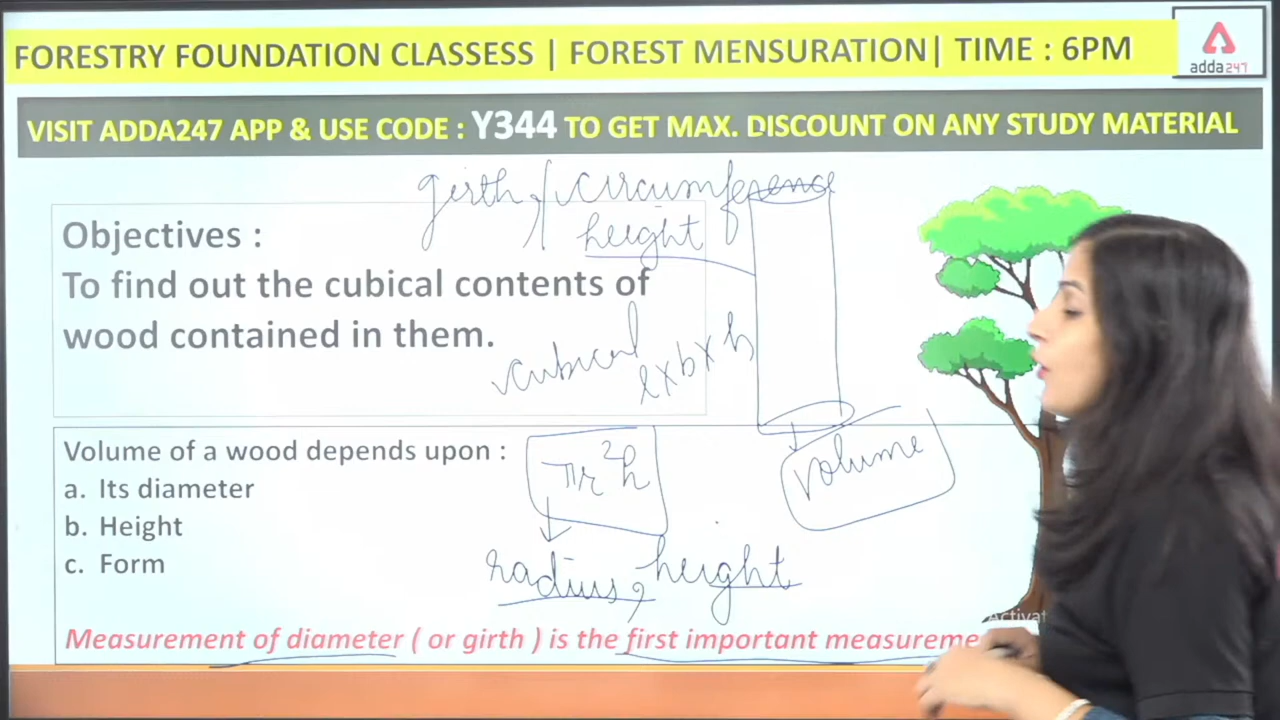 FORESTRY FOUNDATION CLASSESS | FOREST MENSURATION| TIME : 6PM
adda247
VISIT ADDA247 APP & USE CODE : Y344 TO GET MAX. DISCOUNT ON ANY STUDY MATERIAL
girth, circumference
height
Objectives :
To find out the cubical contents of
wood contained in them.
cubical
l×b×h
Volume of a wood depends upon :
a. Its diameter
b. Height
c. Form
πr²h
volume
radius, height
Activat
Measurement of diameter ( or girth ) is the first important measureme